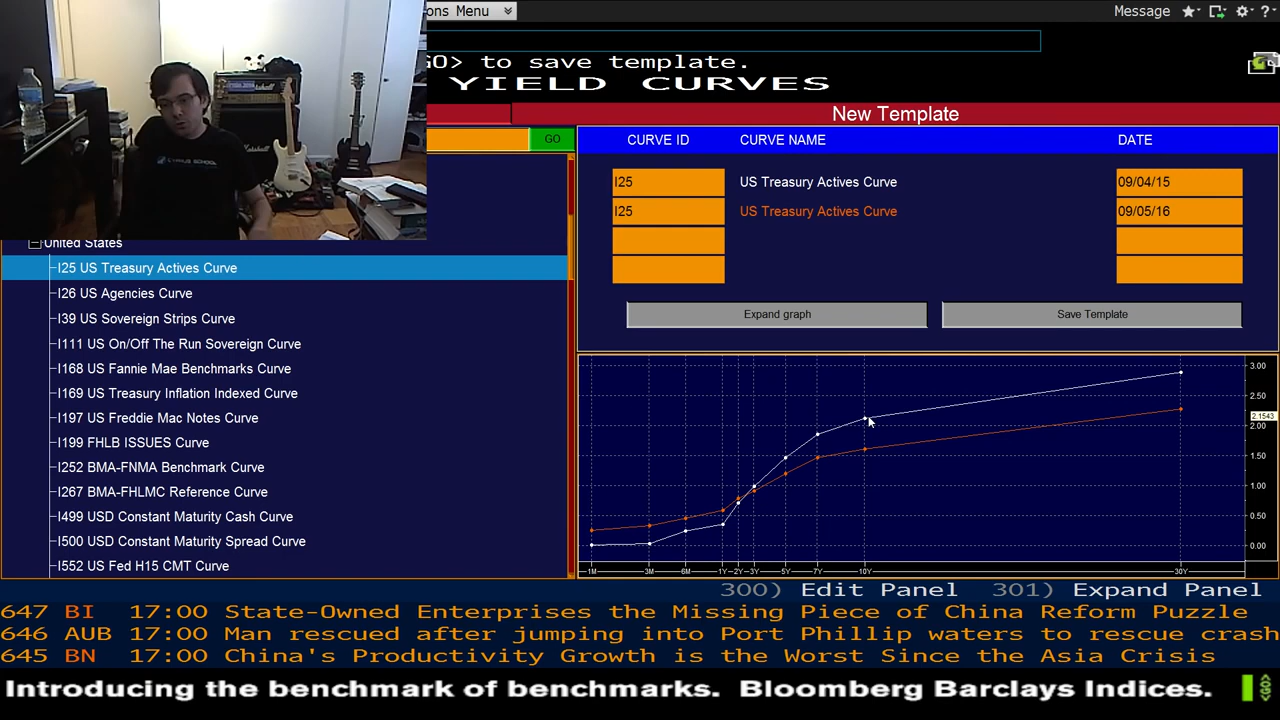 ons Menu
Message
GO> to save template.
YIELD CURVES
New Template
GO
CURVE ID CURVE NAME DATE
I25 US Treasury Actives Curve 09/04/15
I25 US Treasury Actives Curve 09/05/16
Expand graph Save Template
United States
I25 US Treasury Actives Curve
I26 US Agencies Curve
I39 US Sovereign Strips Curve
I111 US On/Off The Run Sovereign Curve
I168 US Fannie Mae Benchmarks Curve
I169 US Treasury Inflation Indexed Curve
I197 US Freddie Mac Notes Curve
I199 FHLB ISSUES Curve
I252 BMA-FNMA Benchmark Curve
I267 BMA-FHLMC Reference Curve
I499 USD Constant Maturity Cash Curve
I500 USD Constant Maturity Spread Curve
I552 US Fed H15 CMT Curve
3.00
2.50
2.1543
2.00
1.50
1.00
0.50
0.00
1M 3M 6M 1Y 2Y 3Y 5Y 7Y 10Y 30Y
300) Edit Panel 301) Expand Panel
647 BI 17:00 State-Owned Enterprises the Missing Piece of China Reform Puzzle
646 AUB 17:00 Man rescued after jumping into Port Phillip waters to rescue crash
645 BN 17:00 China's Productivity Growth is the Worst Since the Asia Crisis
Introducing the benchmark of benchmarks. Bloomberg Barclays Indices.